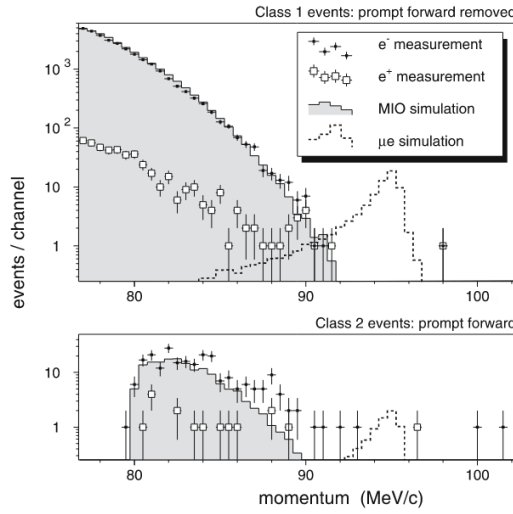 Class 1 events: prompt forward removed
e⁻ measurement
e⁺ measurement
MIO simulation
μe simulation
10³
10²
10
1
events / channel
80
90
100
Class 2 events: prompt forward
10
1
80
90
100
momentum (MeV/c)